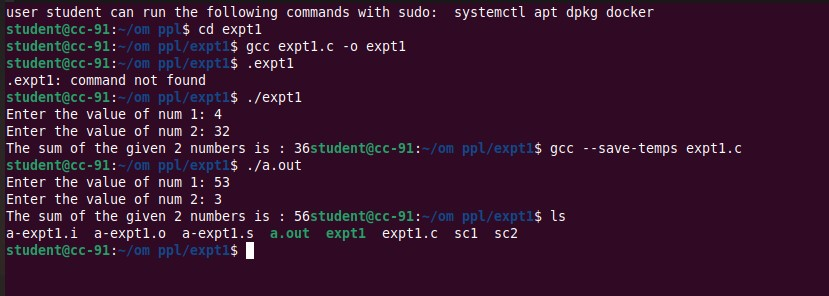 user student can run the following commands with sudo:  systemctl apt dpkg docker
student@cc-91:~/om ppl$ cd expt1
student@cc-91:~/om ppl/expt1$ gcc expt1.c -o expt1
student@cc-91:~/om ppl/expt1$ .expt1
.expt1: command not found
student@cc-91:~/om ppl/expt1$ ./expt1
Enter the value of num 1: 4
Enter the value of num 2: 32
The sum of the given 2 numbers is : 36student@cc-91:~/om ppl/expt1$ gcc --save-temps expt1.c
student@cc-91:~/om ppl/expt1$ ./a.out
Enter the value of num 1: 53
Enter the value of num 2: 3
The sum of the given 2 numbers is : 56student@cc-91:~/om ppl/expt1$ ls
a-expt1.i  a-expt1.o  a-expt1.s  a.out  expt1  expt1.c  sc1  sc2
student@cc-91:~/om ppl/expt1$